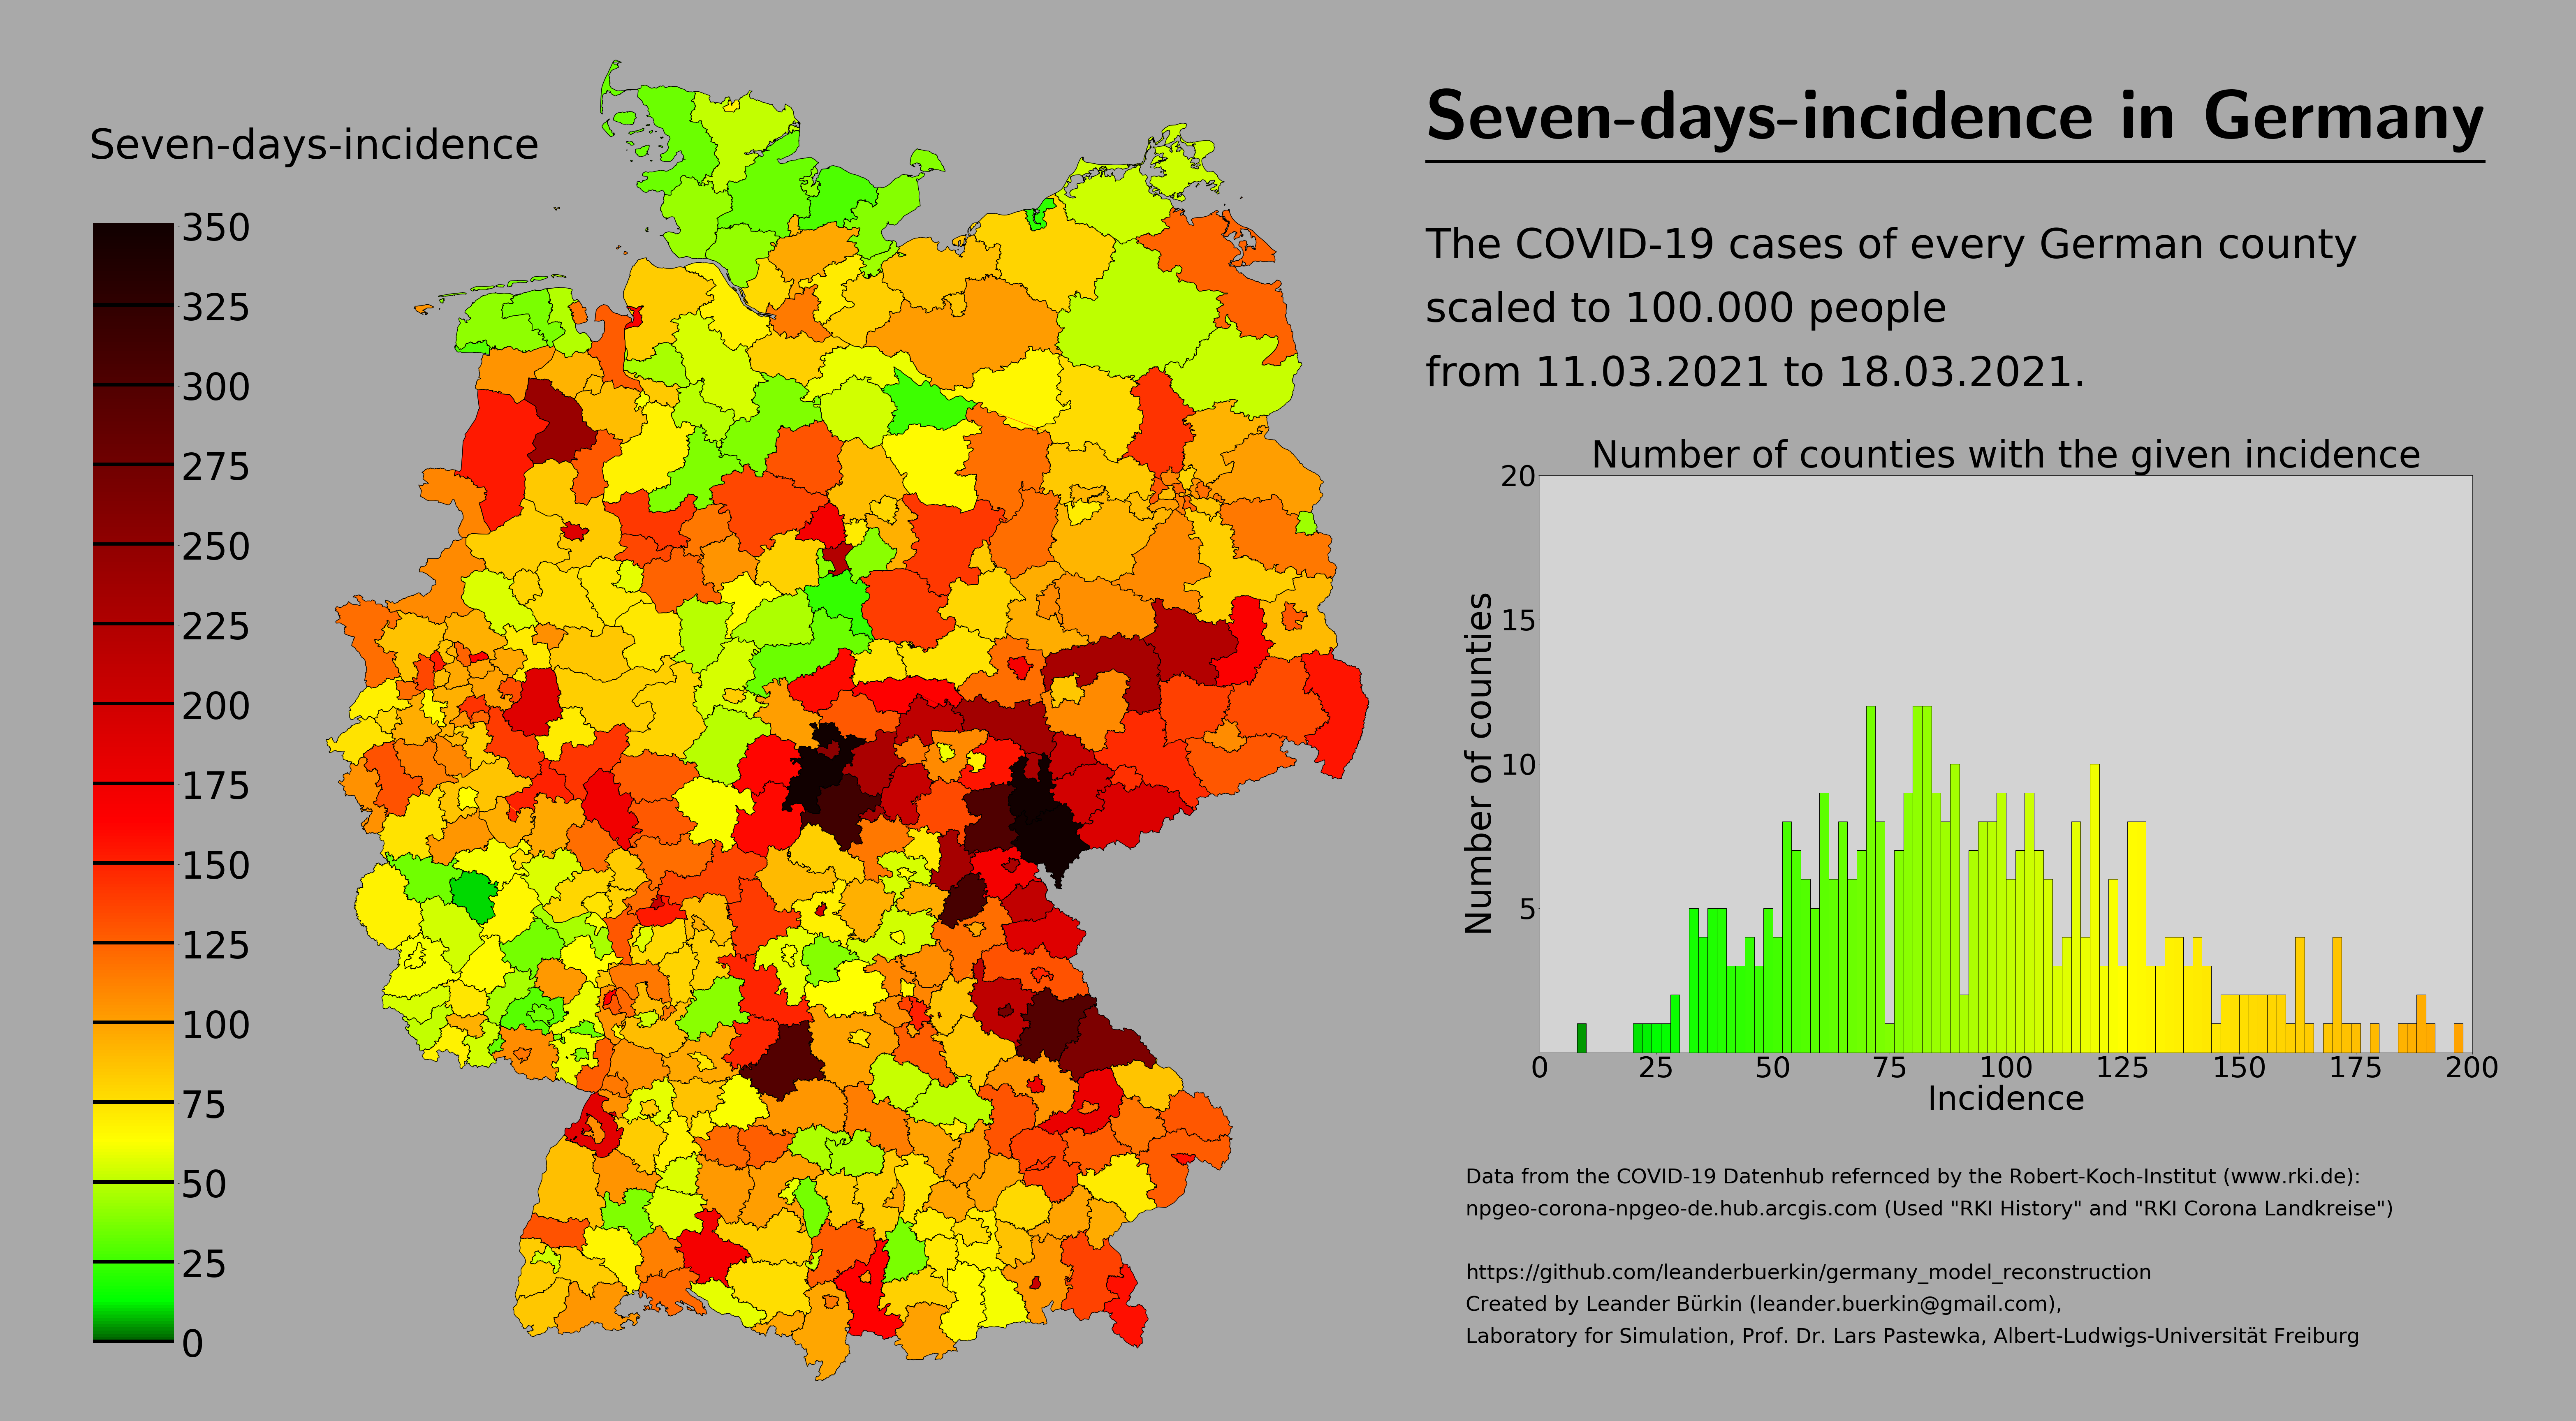 Seven-days-incidence in Germany
Seven-days-incidence
350
325
300
275
250
225
200
175
150
125
100
75
50
25
0
The COVID-19 cases of every German county
scaled to 100.000 people
from 11.03.2021 to 18.03.2021.
Number of counties with the given incidence
20
15
10
5
Number of counties
0 25 50 75 100 125 150 175 200
Incidence
Data from the COVID-19 Datenhub refernced by the Robert-Koch-Institut (www.rki.de):
npgeo-corona-npgeo-de.hub.arcgis.com (Used "RKI History" and "RKI Corona Landkreise")
https://github.com/leanderbuerkin/germany_model_reconstruction
Created by Leander Bürkin (leander.buerkin@gmail.com),
Laboratory for Simulation, Prof. Dr. Lars Pastewka, Albert-Ludwigs-Universität Freiburg